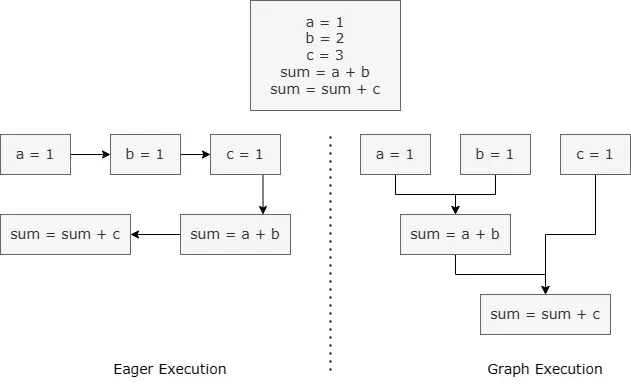 a = 1
b = 2
c = 3
sum = a + b
sum = sum + c
a = 1
b = 1
c = 1
sum = sum + c
sum = a + b
Eager Execution
a = 1
b = 1
c = 1
sum = a + b
sum = sum + c
Graph Execution